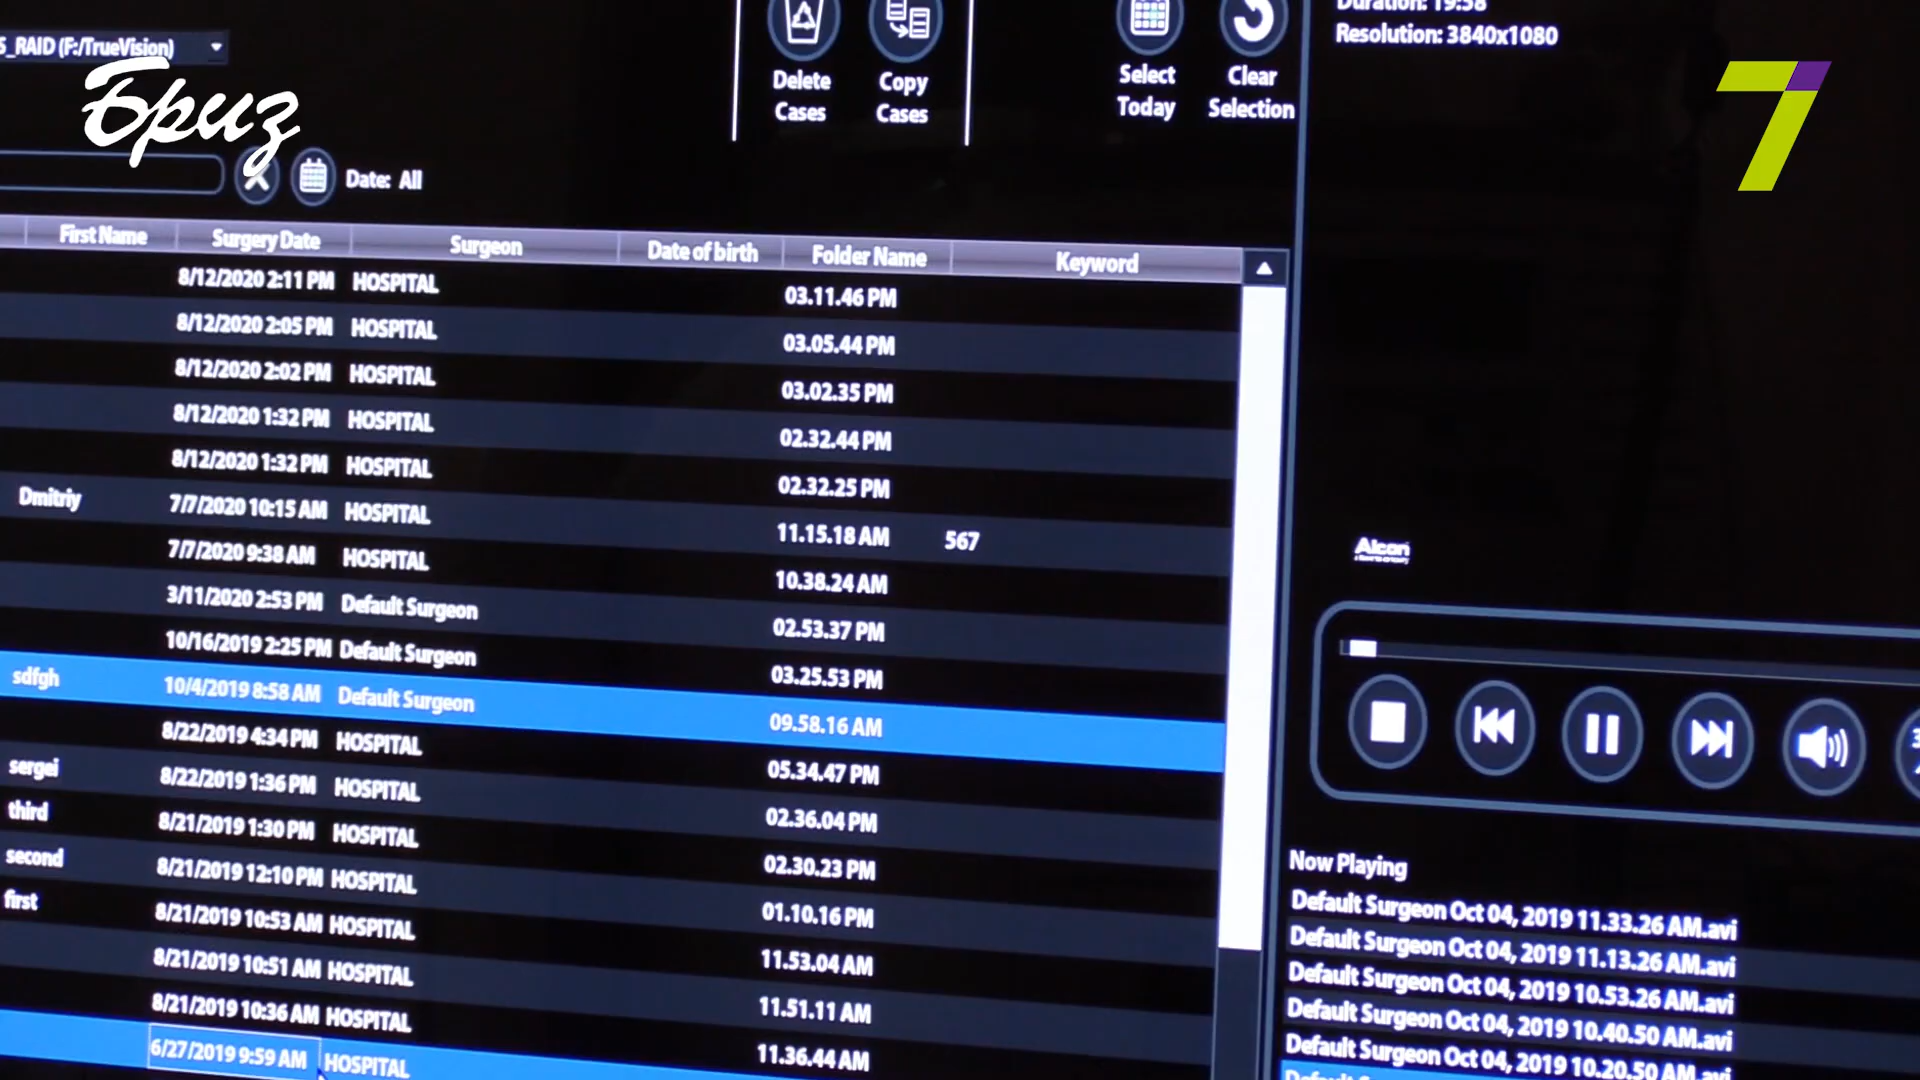 S_RAID (F:/TrueVision)
Бриз
Delete Cases
Copy Cases
Select Today
Clear Selection
Duration: 19:58
Resolution: 3840x1080
7
Date: All
First Name Surgery Date Surgeon Date of birth Folder Name Keyword
8/12/2020 2:11 PM HOSPITAL 03.11.46 PM
8/12/2020 2:05 PM HOSPITAL 03.05.44 PM
8/12/2020 2:02 PM HOSPITAL 03.02.35 PM
8/12/2020 1:32 PM HOSPITAL 02.32.44 PM
8/12/2020 1:32 PM HOSPITAL 02.32.25 PM
Dmitriy 7/7/2020 10:15 AM HOSPITAL 11.15.18 AM 567
7/7/2020 9:38 AM HOSPITAL 10.38.24 AM
3/11/2020 2:53 PM Default Surgeon 02.53.37 PM
10/16/2019 2:25 PM Default Surgeon 03.25.53 PM
sdfgh 10/4/2019 8:58 AM Default Surgeon 09.58.16 AM
8/22/2019 4:34 PM HOSPITAL 05.34.47 PM
sergei 8/22/2019 1:36 PM HOSPITAL 02.36.04 PM
third 8/21/2019 1:30 PM HOSPITAL 02.30.23 PM
second 8/21/2019 12:10 PM HOSPITAL 01.10.16 PM
first 8/21/2019 10:53 AM HOSPITAL 11.53.04 AM
8/21/2019 10:51 AM HOSPITAL 11.51.11 AM
8/21/2019 10:36 AM HOSPITAL 11.36.44 AM
6/27/2019 9:59 AM HOSPITAL
Alcon
Now Playing
Default Surgeon Oct 04, 2019 11.33.26 AM.avi
Default Surgeon Oct 04, 2019 11.13.26 AM.avi
Default Surgeon Oct 04, 2019 10.53.26 AM.avi
Default Surgeon Oct 04, 2019 10.40.50 AM.avi
Default Surgeon Oct 04, 2019 10.20.50 AM.avi